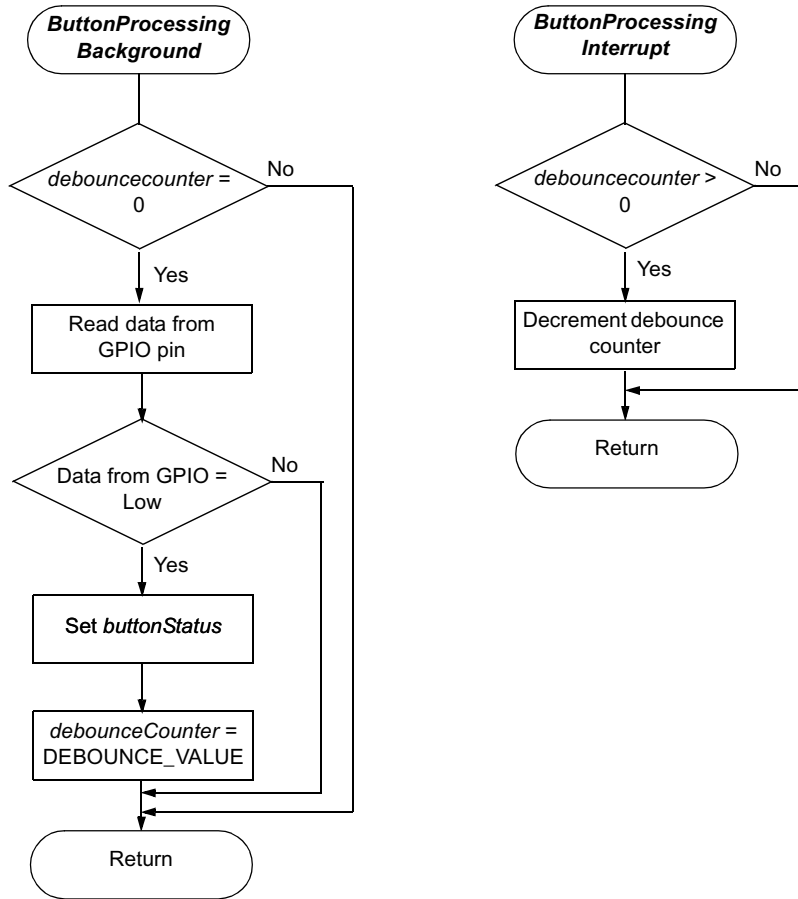 ButtonProcessing
Background
debouncecounter =
0
No
Yes
Read data from
GPIO pin
Data from GPIO =
Low
No
Yes
Set buttonStatus
debounceCounter =
DEBOUNCE_VALUE
Return
ButtonProcessing
Interrupt
debouncecounter >
0
No
Yes
Decrement debounce
counter
Return